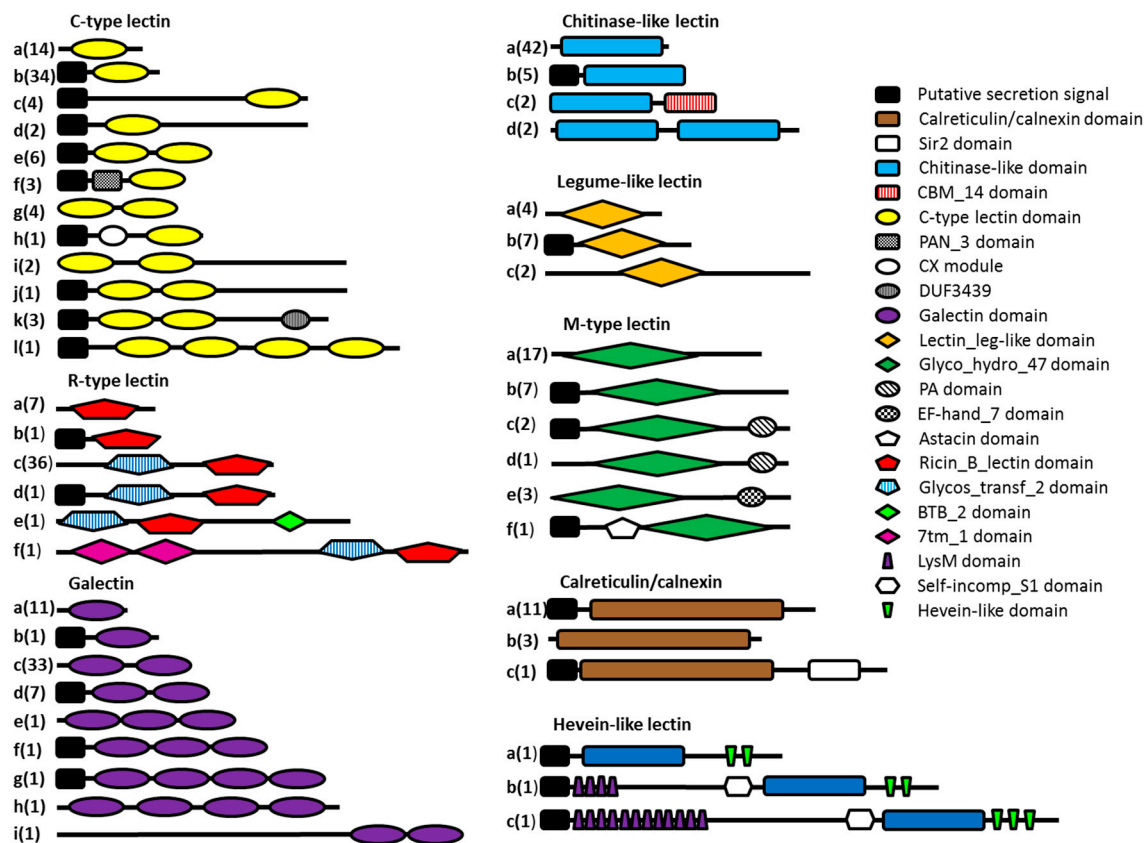 C-type lectin
a(14)
b(34)
c(4)
d(2)
e(6)
f(3)
g(4)
h(1)
i(2)
j(1)
k(3)
l(1)
R-type lectin
a(7)
b(1)
c(36)
d(1)
e(1)
f(1)
Galectin
a(11)
b(1)
c(33)
d(7)
e(1)
f(1)
g(1)
h(1)
i(1)
Chitinase-like lectin
a(42)
b(5)
c(2)
d(2)
Legume-like lectin
a(4)
b(7)
c(2)
M-type lectin
a(17)
b(7)
c(2)
d(1)
e(3)
f(1)
Calreticulin/calnexin
a(11)
b(3)
c(1)
Hevein-like lectin
a(1)
b(1)
c(1)
Putative secretion signal
Calreticulin/calnexin domain
Sir2 domain
Chitinase-like domain
CBM_14 domain
C-type lectin domain
PAN_3 domain
CX module
DUF3439
Galectin domain
Lectin_leg-like domain
Glyco_hydro_47 domain
PA domain
EF-hand_7 domain
Astacin domain
Ricin_B_lectin domain
Glycos_transf_2 domain
BTB_2 domain
7tm_1 domain
LysM domain
Self-incomp_S1 domain
Hevein-like domain